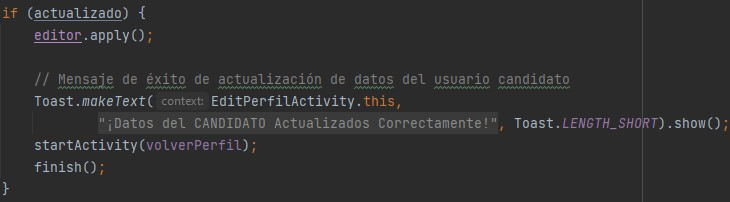 if (actualizado) {
editor.apply();
// Mensaje de éxito de actualización de datos del usuario candidato
Toast.makeText( context: EditPerfilActivity.this,
"¡Datos del CANDIDATO Actualizados Correctamente!", Toast.LENGTH_SHORT).show();
startActivity(volverPerfil);
finish();
}